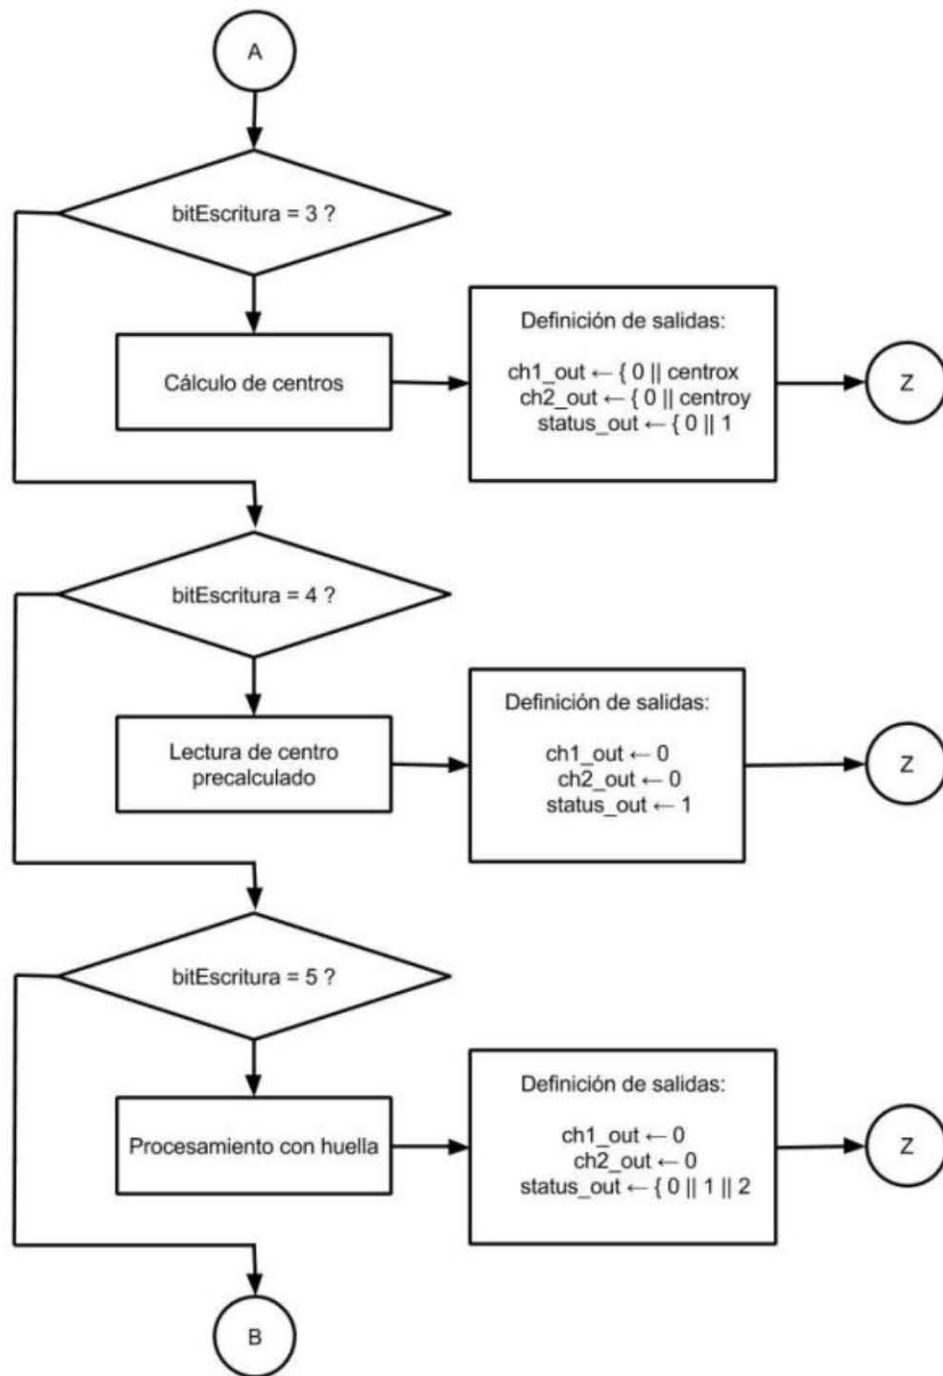 A
bitEscritura = 3 ?
Cálculo de centros
Definición de salidas:
ch1_out ← { 0 || centrox
ch2_out ← { 0 || centroy
status_out ← { 0 || 1
Z
bitEscritura = 4 ?
Lectura de centro
precalculado
Definición de salidas:
ch1_out ← 0
ch2_out ← 0
status_out ← 1
Z
bitEscritura = 5 ?
Procesamiento con huella
Definición de salidas:
ch1_out ← 0
ch2_out ← 0
status_out ← { 0 || 1 || 2
Z
B